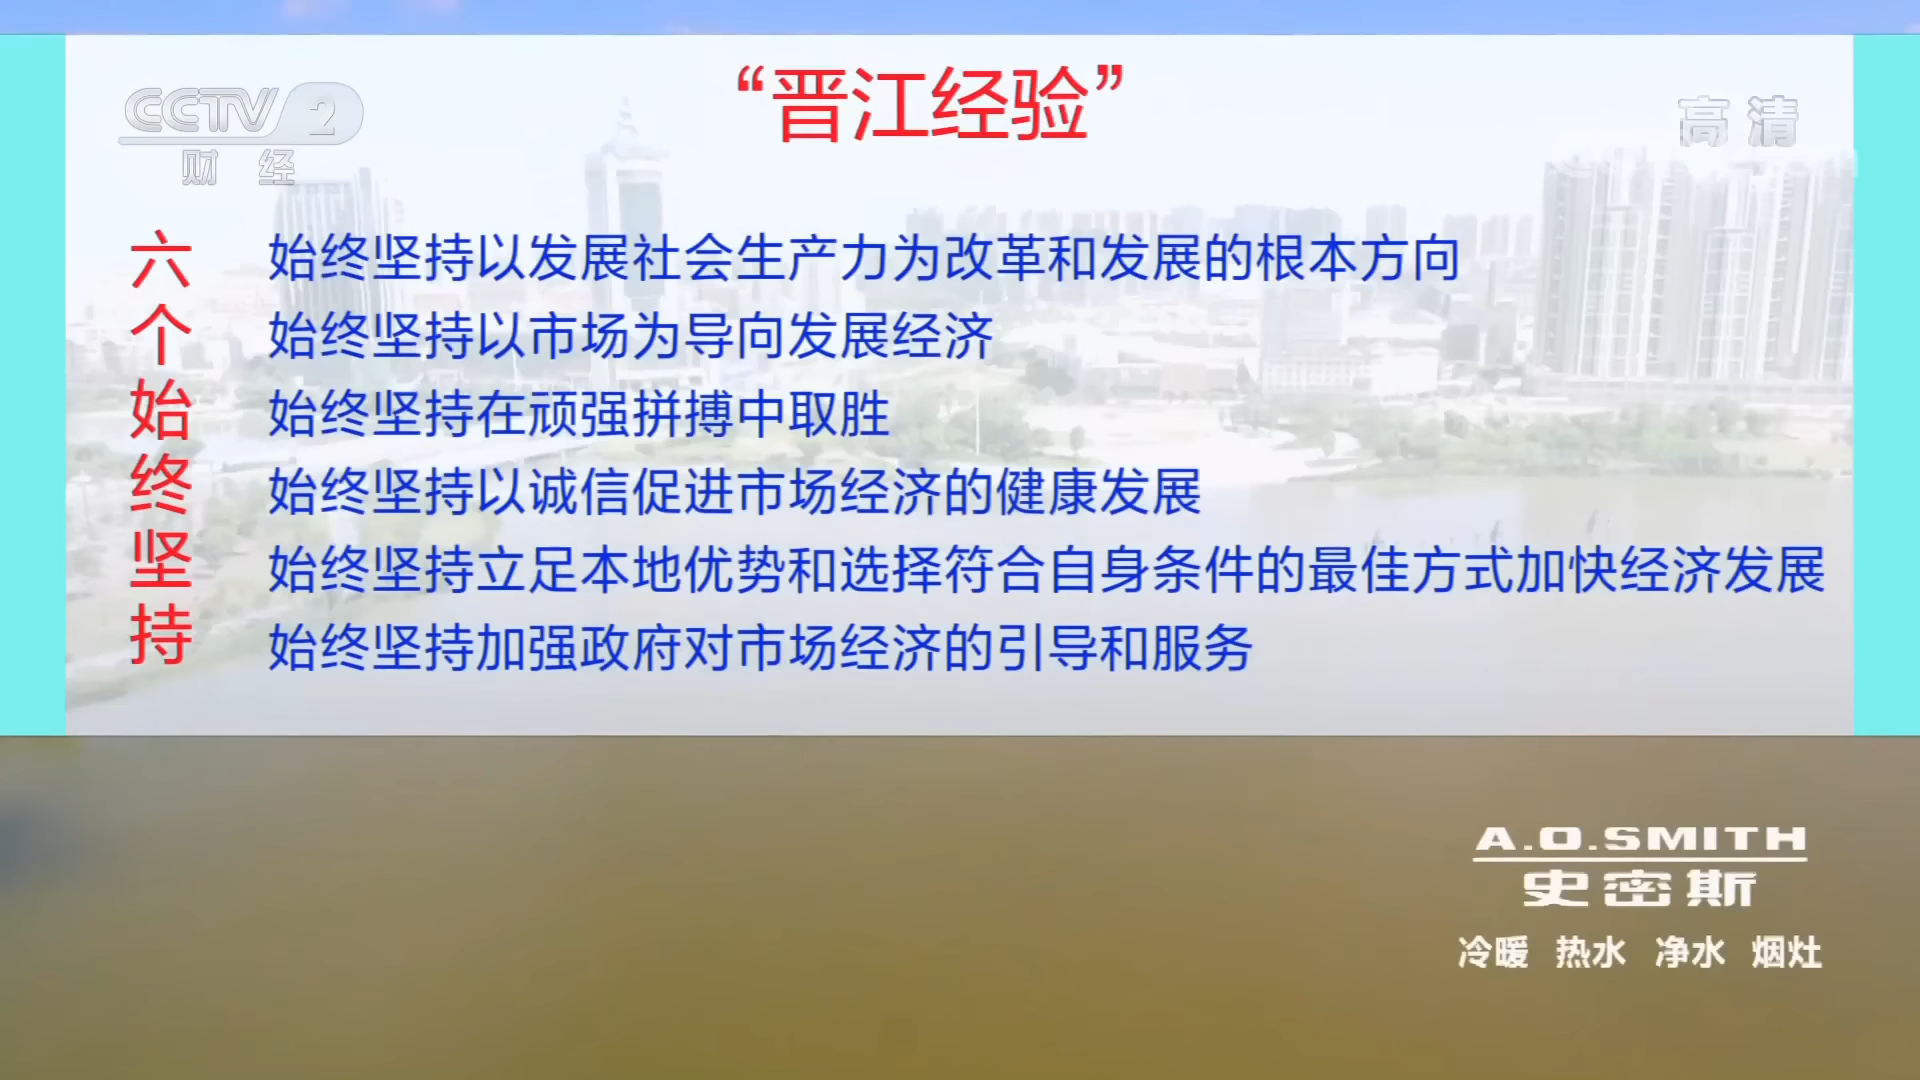 “晋江经验”
CCTV 2
财 经
高清
六个始终坚持
始终坚持以发展社会生产力为改革和发展的根本方向
始终坚持以市场为导向发展经济
始终坚持在顽强拼搏中取胜
始终坚持以诚信促进市场经济的健康发展
始终坚持立足本地优势和选择符合自身条件的最佳方式加快经济发展
始终坚持加强政府对市场经济的引导和服务
A.O.SMITH
史密斯
冷暖 热水 净水 烟灶